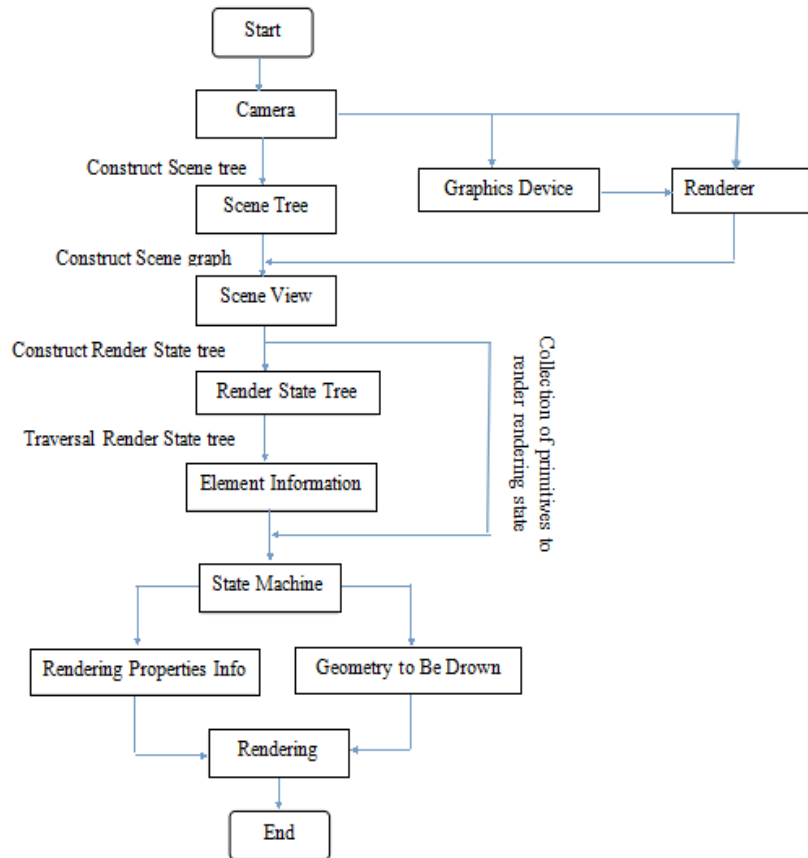 Start
Camera
Construct Scene tree
Graphics Device
Renderer
Scene Tree
Construct Scene graph
Scene View
Construct Render State tree
Collection of primitives to
render rendering state
Render State Tree
Traversal Render State tree
Element Information
State Machine
Rendering Properties Info
Geometry to Be Drown
Rendering
End